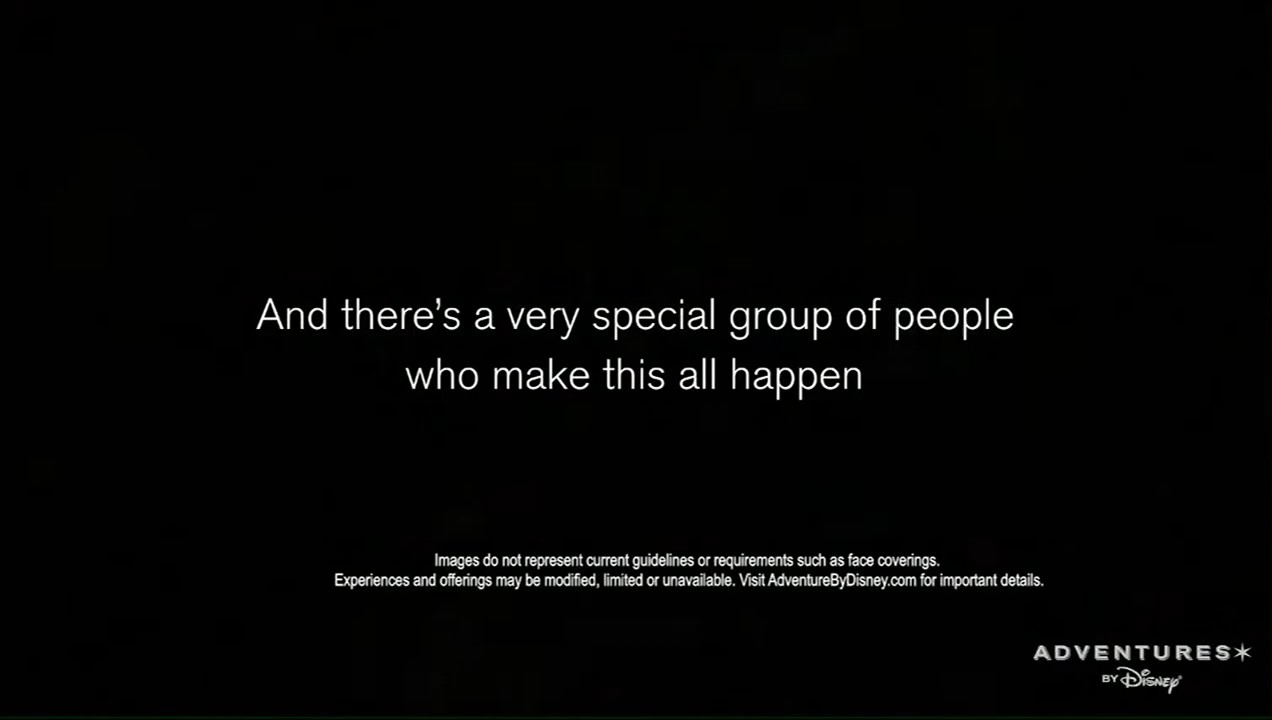 And there’s a very special group of people
who make this all happen
Images do not represent current guidelines or requirements such as face coverings.
Experiences and offerings may be modified, limited or unavailable. Visit AdventureByDisney.com for important details.
ADVENTURES
BY Disney